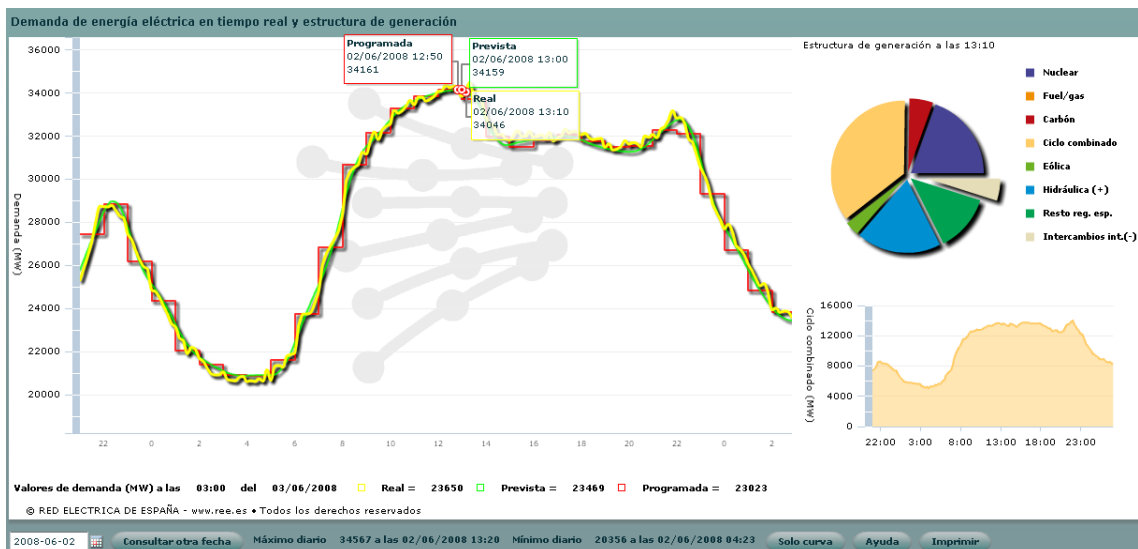 Demanda de energía eléctrica en tiempo real y estructura de generación
Programada
02/06/2008 12:50
34161
Prevista
02/06/2008 13:00
34159
Real
02/06/2008 13:10
34046
36000
34000
32000
30000
28000
26000
24000
22000
20000
Demanda (MW)
22 0 2 4 6 8 10 12 14 16 18 20 22 0 2
Estructura de generación a las 13:10
Nuclear
Fuel/gas
Carbón
Ciclo combinado
Eólica
Hidráulica (+)
Resto reg. esp.
Intercambios int.(-)
Ciclo combinado (MW)
16000
12000
8000
4000
0
22:00 3:00 8:00 13:00 18:00 23:00
Valores de demanda (MW) a las 03:00 del 03/06/2008 Real = 23650 Prevista = 23469 Programada = 23023
© RED ELECTRICA DE ESPAÑA - www.ree.es • Todos los derechos reservados
2008-06-02 Consultar otra fecha Máximo diario 34567 a las 02/06/2008 13:20 Mínimo diario 20356 a las 02/06/2008 04:23 Solo curva Ayuda Imprimir